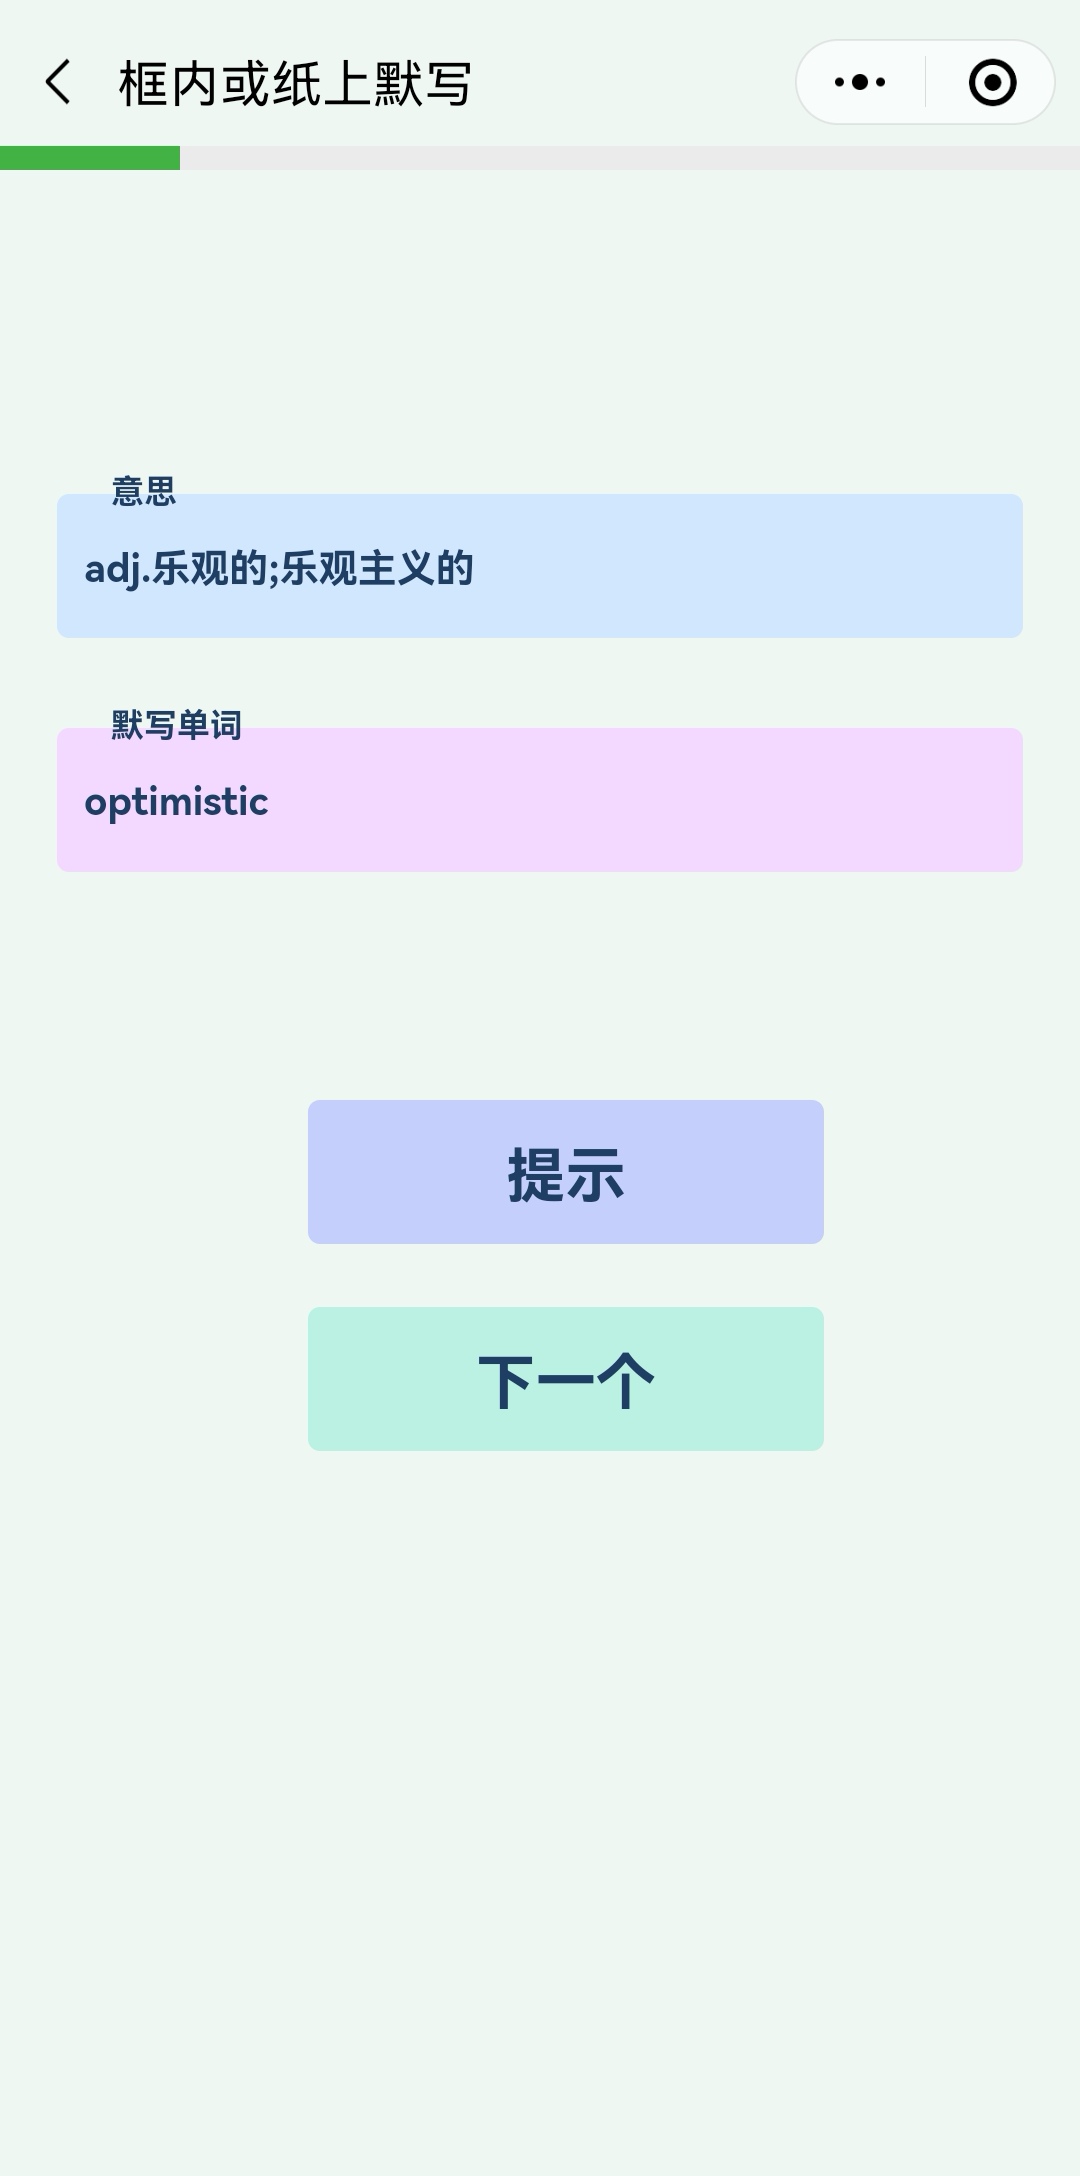 框内或纸上默写
意思
adj.乐观的;乐观主义的
默写单词
optimistic
提示
下一个